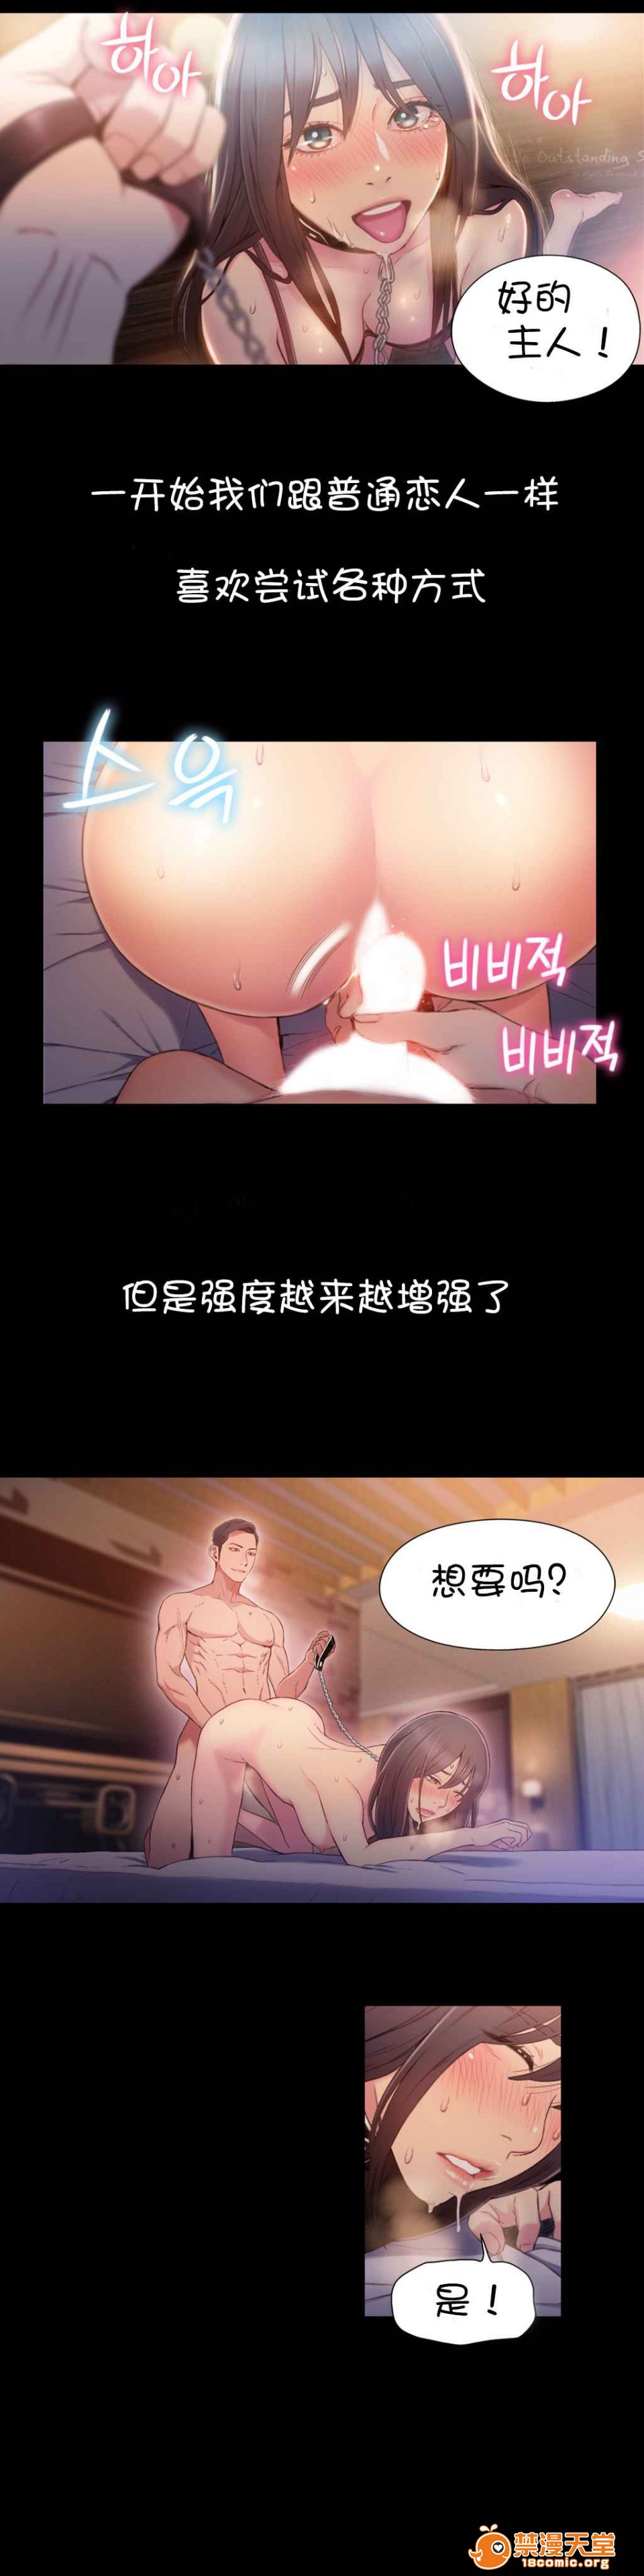 하아
하아
e Outstanding S
好的
主人！
一开始我们跟普通恋人一样
喜欢尝试各种方式
스윽
비비적
비비적
但是强度越来越增强了
想要吗?
是！
禁漫天堂
18comic.org